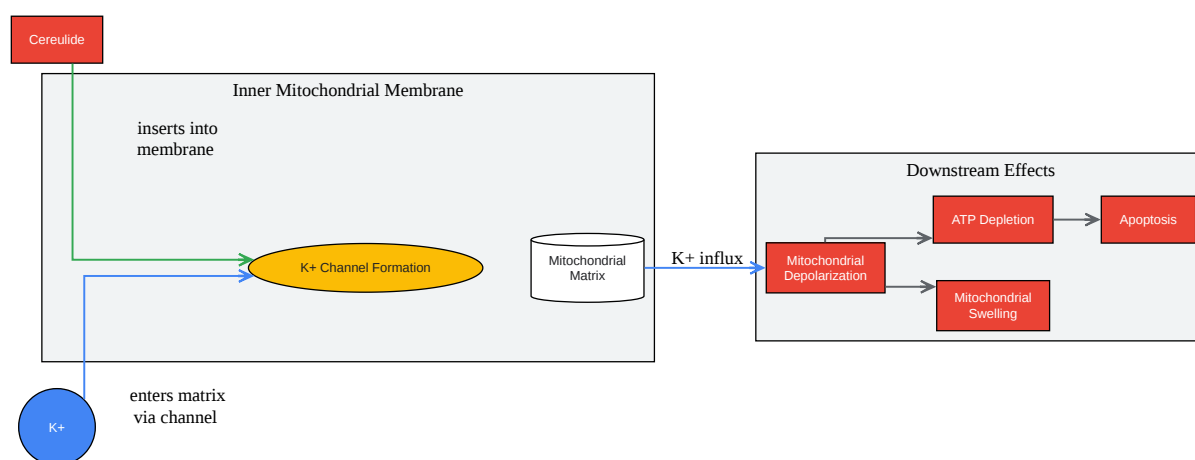 Cereulide
Inner Mitochondrial Membrane
inserts into
membrane
K+ Channel Formation
Mitochondrial
Matrix
K+ influx
Downstream Effects
ATP Depletion
Apoptosis
Mitochondrial
Depolarization
Mitochondrial
Swelling
enters matrix
via channel
K+